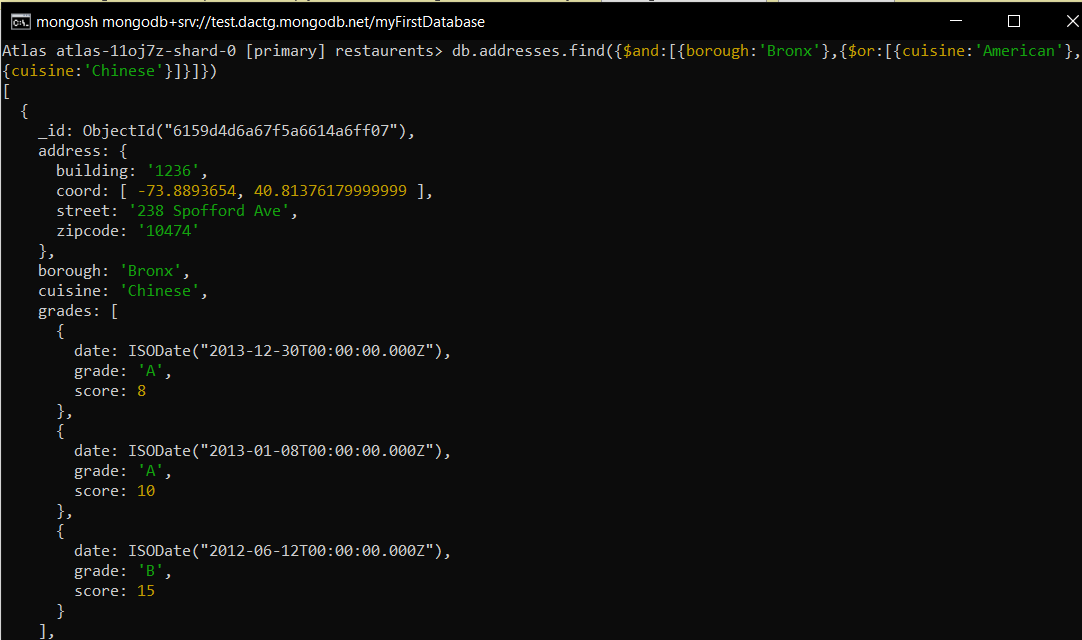 mongosh mongodb+srv://test.dactg.mongodb.net/myFirstDatabase
Atlas atlas-11oj7z-shard-0 [primary] restaurents> db.addresses.find({$and:[{borough:'Bronx'},{$or:[{cuisine:'American'},
{cuisine:'Chinese'}]}]})
[
  {
    _id: ObjectId("6159d4d6a67f5a6614a6ff07"),
    address: {
      building: '1236',
      coord: [ -73.8893654, 40.81376179999999 ],
      street: '238 Spofford Ave',
      zipcode: '10474'
    },
    borough: 'Bronx',
    cuisine: 'Chinese',
    grades: [
      {
        date: ISODate("2013-12-30T00:00:00.000Z"),
        grade: 'A',
        score: 8
      },
      {
        date: ISODate("2013-01-08T00:00:00.000Z"),
        grade: 'A',
        score: 10
      },
      {
        date: ISODate("2012-06-12T00:00:00.000Z"),
        grade: 'B',
        score: 15
      }
    ],